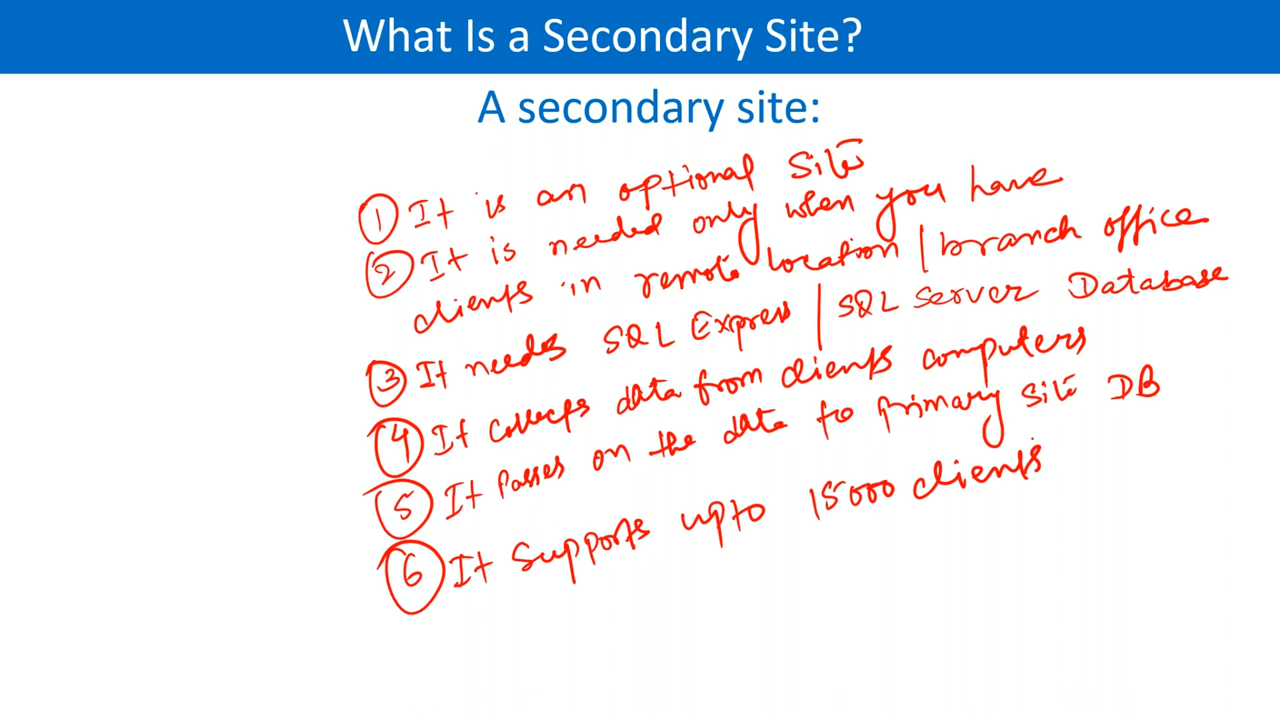 What Is a Secondary Site?
A secondary site:
① It is an optional Site
② It is needed only when you have
clients in remote location | branch office
③ It needs SQL Express | SQL Server Database
④ It collects data from clients computers
⑤ It passes on the data to primary site DB
⑥ It Supports upto 15000 clients